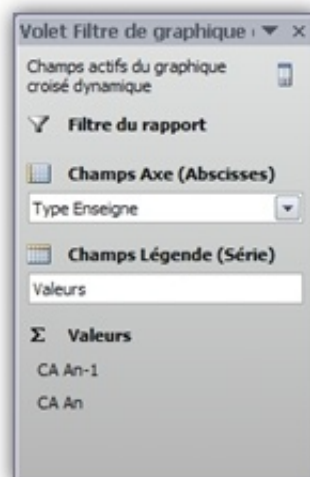 Volet Filtre de graphique
Champs actifs du graphique
croisé dynamique
Filtre du rapport
Champs Axe (Abscisses)
Type Enseigne
Champs Légende (Série)
Valeurs
Σ Valeurs
CA An-1
CA An